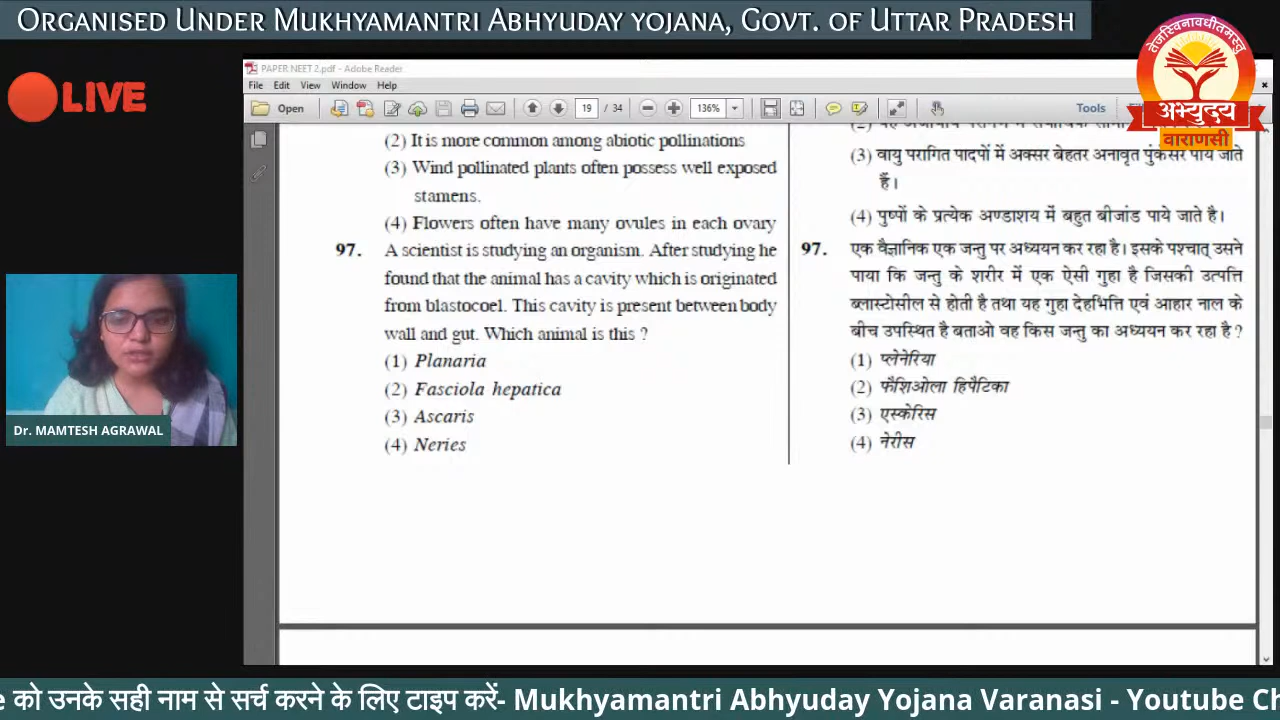 ORGANISED UNDER MUKHYAMANTRI ABHYUDAY YOJANA, GOVT. OF UTTAR PRADESH
तेजस्विनावधीतमस्तु
अभ्युदय
वाराणसी
LIVE
PAPER NEET 2.pdf - Adobe Reader
File Edit View Window Help
Open 19 / 34 136% Tools
(2) It is more common among abiotic pollinations
(3) Wind pollinated plants often possess well exposed
stamens.
(4) Flowers often have many ovules in each ovary
97. A scientist is studying an organism. After studying he
found that the animal has a cavity which is originated
from blastocoel. This cavity is present between body
wall and gut. Which animal is this ?
(1) Planaria
(2) Fasciola hepatica
(3) Ascaris
(4) Neries
(3) वायु परागित पादपों में अक्सर बेहतर अनावृत पुंकेसर पाये जाते
हैं।
(4) पुष्पों के प्रत्येक अण्डाशय में बहुत बीजांड पाये जाते है।
97. एक वैज्ञानिक एक जन्तु पर अध्ययन कर रहा है। इसके पश्चात् उसने
पाया कि जन्तु के शरीर में एक ऐसी गुहा है जिसकी उत्पत्ति
ब्लास्टोसील से होती है तथा यह गुहा देहभित्ति एवं आहार नाल के
बीच उपस्थित है बताओ वह किस जन्तु का अध्ययन कर रहा है ?
(1) प्लेनेरिया
(2) फैशिओला हिपैटिका
(3) एस्केरिस
(4) नेरीस
Dr. MAMTESH AGRAWAL
e को उनके सही नाम से सर्च करने के लिए टाइप करें- Mukhyamantri Abhyuday Yojana Varanasi - Youtube Ch